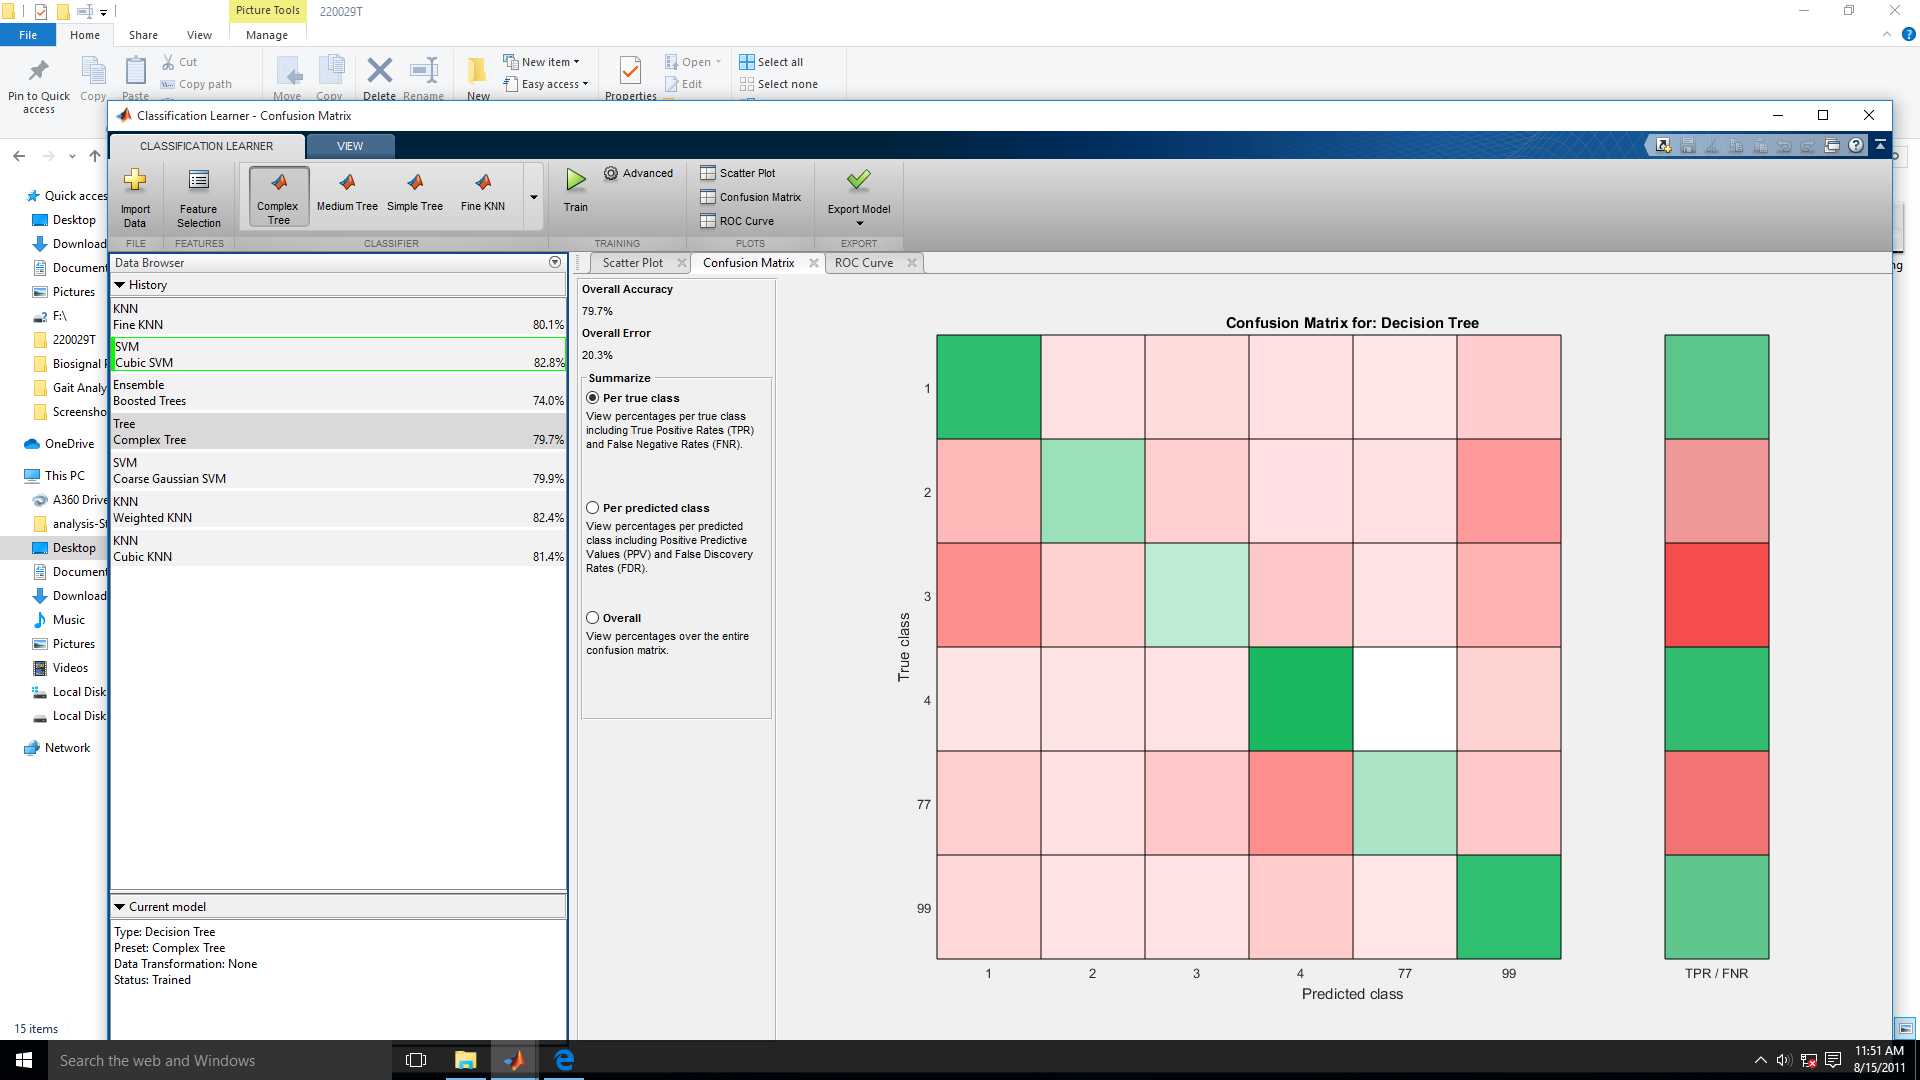 Picture Tools
220029T
File
Home
Share
View
Manage
Pin to Quick access
Copy
Paste
Cut
Copy path
Move
Copy
Delete
Rename
New
New item
Easy access
Properties
Open
Edit
Select all
Select none
Classification Learner - Confusion Matrix
CLASSIFICATION LEARNER
VIEW
Import Data
Feature Selection
Complex Tree
Medium Tree
Simple Tree
Fine KNN
Train
Advanced
Scatter Plot
Confusion Matrix
ROC Curve
Export Model
FILE
FEATURES
CLASSIFIER
TRAINING
PLOTS
EXPORT
Quick acces
Desktop
Download
Document
Pictures
F:\
220029T
Biosignal
Gait Analy
Screensho
OneDrive
This PC
A360 Drive
analysis-St
Desktop
Document
Download
Music
Pictures
Videos
Local Disk
Local Disk
Network
15 items
Data Browser
History
KNN
Fine KNN 80.1%
SVM
Cubic SVM 82.8%
Ensemble
Boosted Trees 74.0%
Tree
Complex Tree 79.7%
SVM
Coarse Gaussian SVM 79.9%
KNN
Weighted KNN 82.4%
KNN
Cubic KNN 81.4%
Current model
Type: Decision Tree
Preset: Complex Tree
Data Transformation: None
Status: Trained
Scatter Plot
Confusion Matrix
ROC Curve
Overall Accuracy
79.7%
Overall Error
20.3%
Summarize
Per true class
View percentages per true class
including True Positive Rates (TPR)
and False Negative Rates (FNR).
Per predicted class
View percentages per predicted
class including Positive Predictive
Values (PPV) and False Discovery
Rates (FDR).
Overall
View percentages over the entire
confusion matrix.
Confusion Matrix for: Decision Tree
True class
1
2
3
4
77
99
1 2 3 4 77 99
TPR / FNR
Predicted class
ng
Search the web and Windows
11:51 AM
8/15/2011